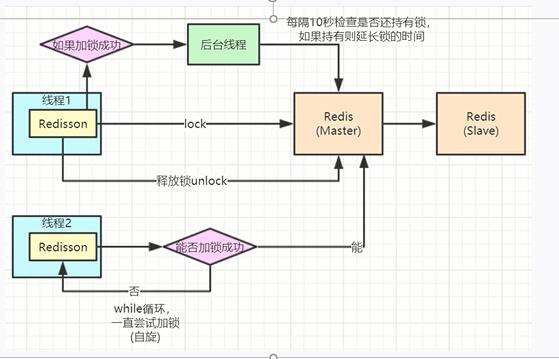 每隔10秒检查是否还持有锁，
如果持有则延长锁的时间
如果加锁成功
后台线程
线程1
Redisson
lock
Redis
(Master)
Redis
(Slave)
释放锁unlock
线程2
Redisson
能否加锁成功
能
否
while循环，
一直尝试加锁
(自旋)